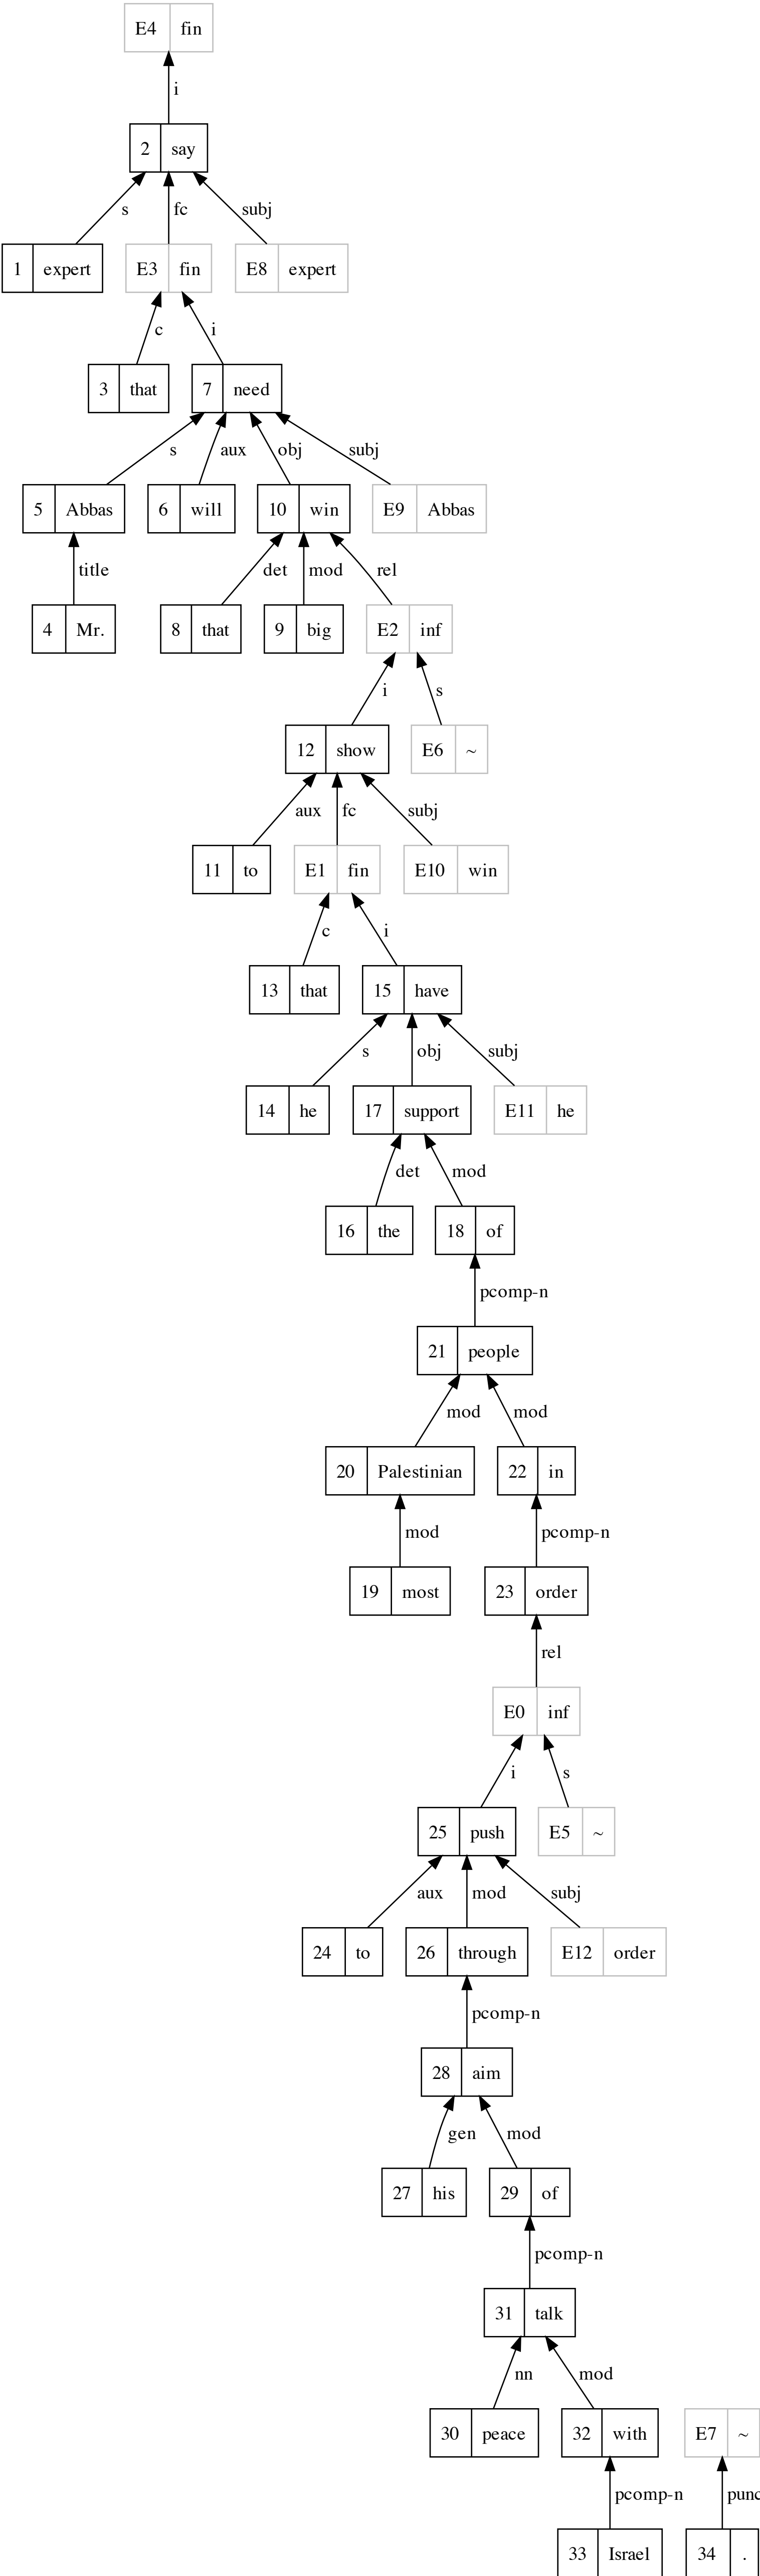 E4 fin
i
2 say
s fc subj
1 expert E3 fin E8 expert
c i
3 that 7 need
s aux obj subj
5 Abbas 6 will 10 win E9 Abbas
title det mod rel
4 Mr. 8 that 9 big E2 inf
i s
12 show E6 ~
aux fc subj
11 to E1 fin E10 win
c i
13 that 15 have
s obj subj
14 he 17 support E11 he
det mod
16 the 18 of
pcomp-n
21 people
mod mod
20 Palestinian 22 in
mod pcomp-n
19 most 23 order
rel
E0 inf
i s
25 push E5 ~
aux mod subj
24 to 26 through E12 order
pcomp-n
28 aim
gen mod
27 his 29 of
pcomp-n
31 talk
nn mod
30 peace 32 with E7 ~
pcomp-n punc
33 Israel 34 .